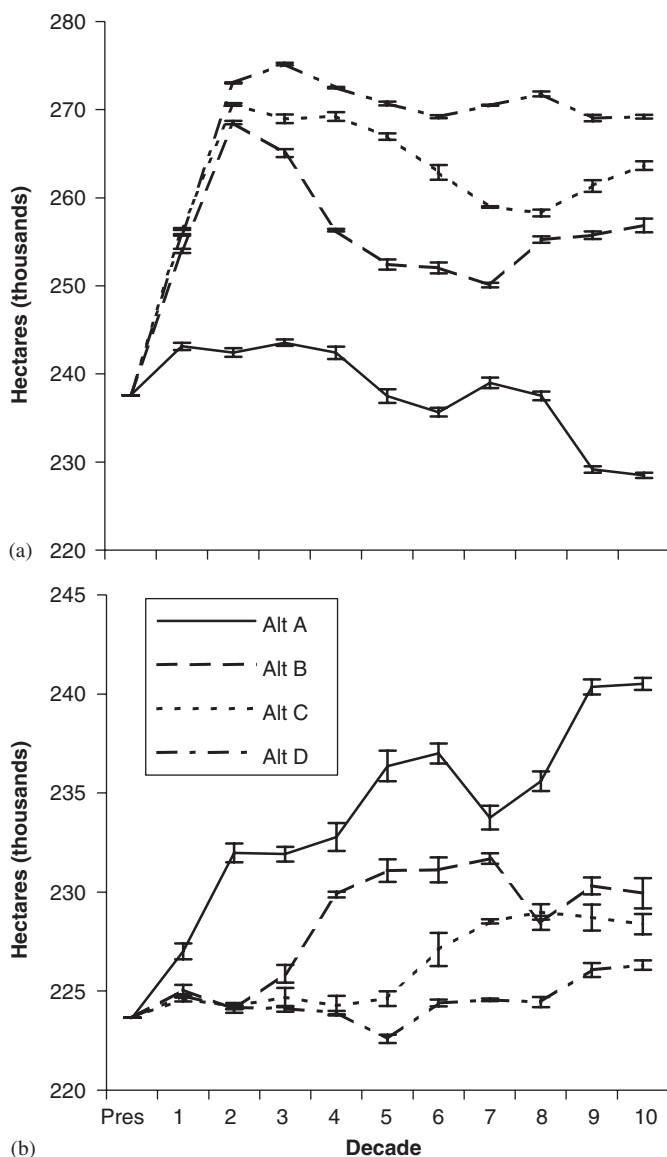 280
270
260
250
240
230
220
Hectares (thousands)
(a)
245
240
235
230
225
220
Hectares (thousands)
Alt A
Alt B
Alt C
Alt D
Pres 1 2 3 4 5 6 7 8 9 10
Decade
(b)